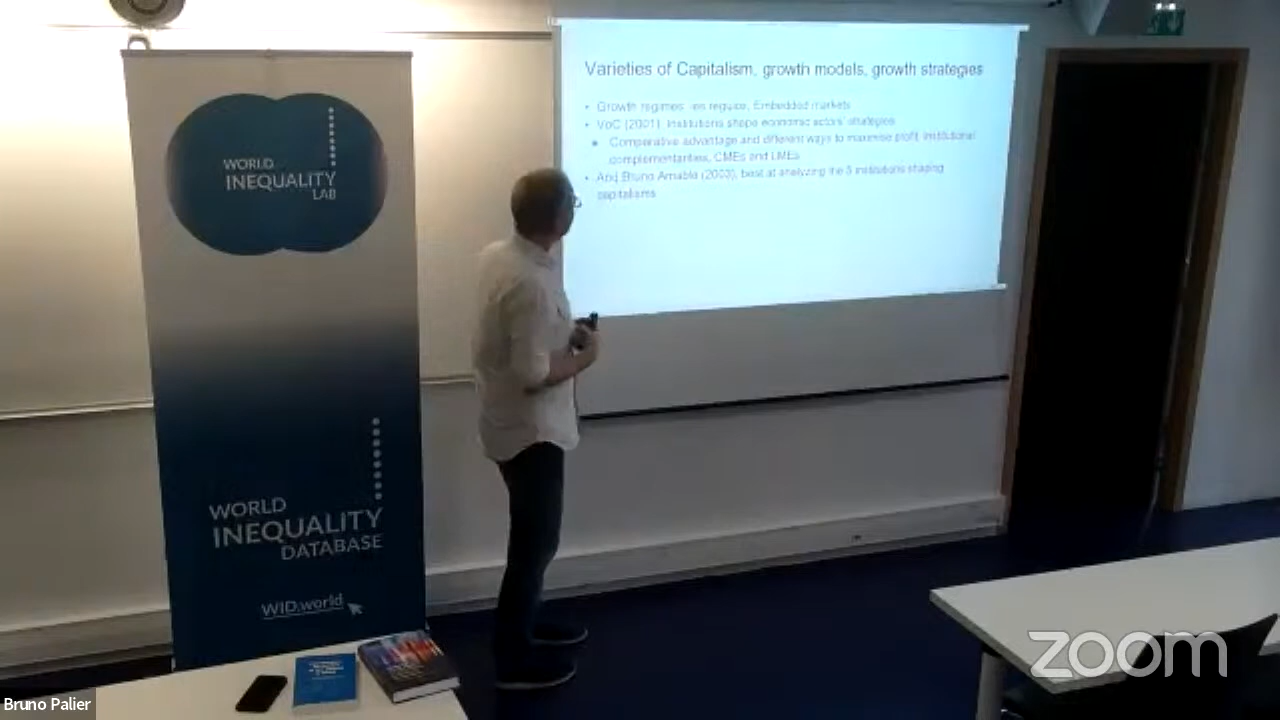 WORLD
INEQUALITY
LAB
WORLD
INEQUALITY
DATABASE
WID.world
Varieties of Capitalism, growth models, growth strategies
• Growth regimes: les regulee, Embedded markets
• VoC (2001): Institutions shape economic actors' strategies
Comparative advantage and different ways to maximise profit, institutional
complementarities, CMEs and LMEs
• And Bruno Amable (2003), best at analyzing the 5 institutions shaping
capitalisms
Bruno Palier
zoom